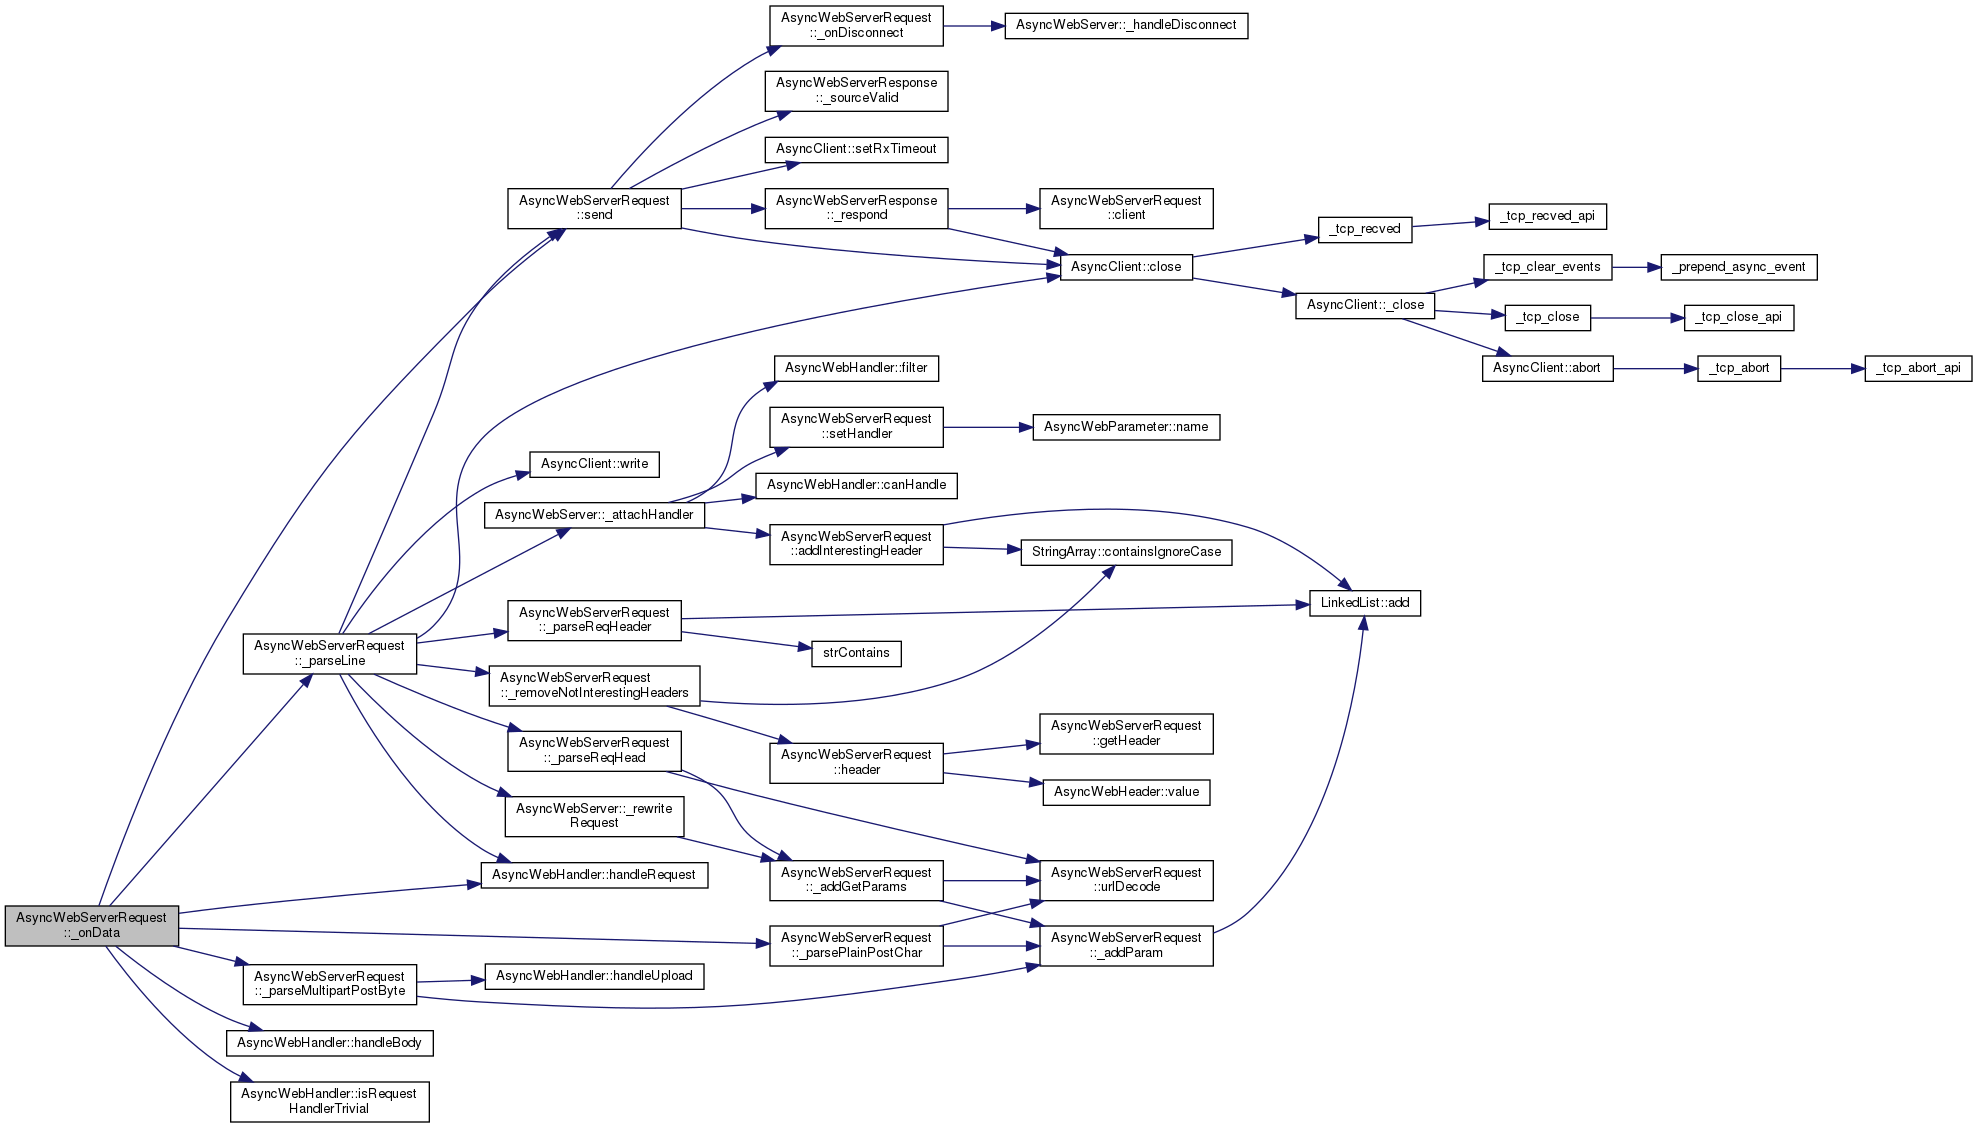 AsyncWebServerRequest
::_onDisconnect
AsyncWebServer::_handleDisconnect
AsyncWebServerResponse
::_sourceValid
AsyncClient::setRxTimeout
AsyncWebServerRequest
::send
AsyncWebServerResponse
::_respond
AsyncWebServerRequest
::client
_tcp_recved
_tcp_recved_api
AsyncClient::close
_tcp_clear_events
_prepend_async_event
AsyncClient::_close
_tcp_close
_tcp_close_api
AsyncClient::abort
_tcp_abort
_tcp_abort_api
AsyncWebHandler::filter
AsyncWebServerRequest
::setHandler
AsyncWebParameter::name
AsyncClient::write
AsyncWebHandler::canHandle
AsyncWebServer::_attachHandler
AsyncWebServerRequest
::addInterestingHeader
StringArray::containsIgnoreCase
LinkedList::add
AsyncWebServerRequest
::_parseReqHeader
strContains
AsyncWebServerRequest
::_parseLine
AsyncWebServerRequest
::_removeNotInterestingHeaders
AsyncWebServerRequest
::getHeader
AsyncWebServerRequest
::_parseReqHead
AsyncWebServerRequest
::header
AsyncWebHeader::value
AsyncWebServer::_rewrite
Request
AsyncWebHandler::handleRequest
AsyncWebServerRequest
::_addGetParams
AsyncWebServerRequest
::urlDecode
AsyncWebServerRequest
::_onData
AsyncWebServerRequest
::_parsePlainPostChar
AsyncWebServerRequest
::_addParam
AsyncWebServerRequest
::_parseMultipartPostByte
AsyncWebHandler::handleUpload
AsyncWebHandler::handleBody
AsyncWebHandler::isRequest
HandlerTrivial